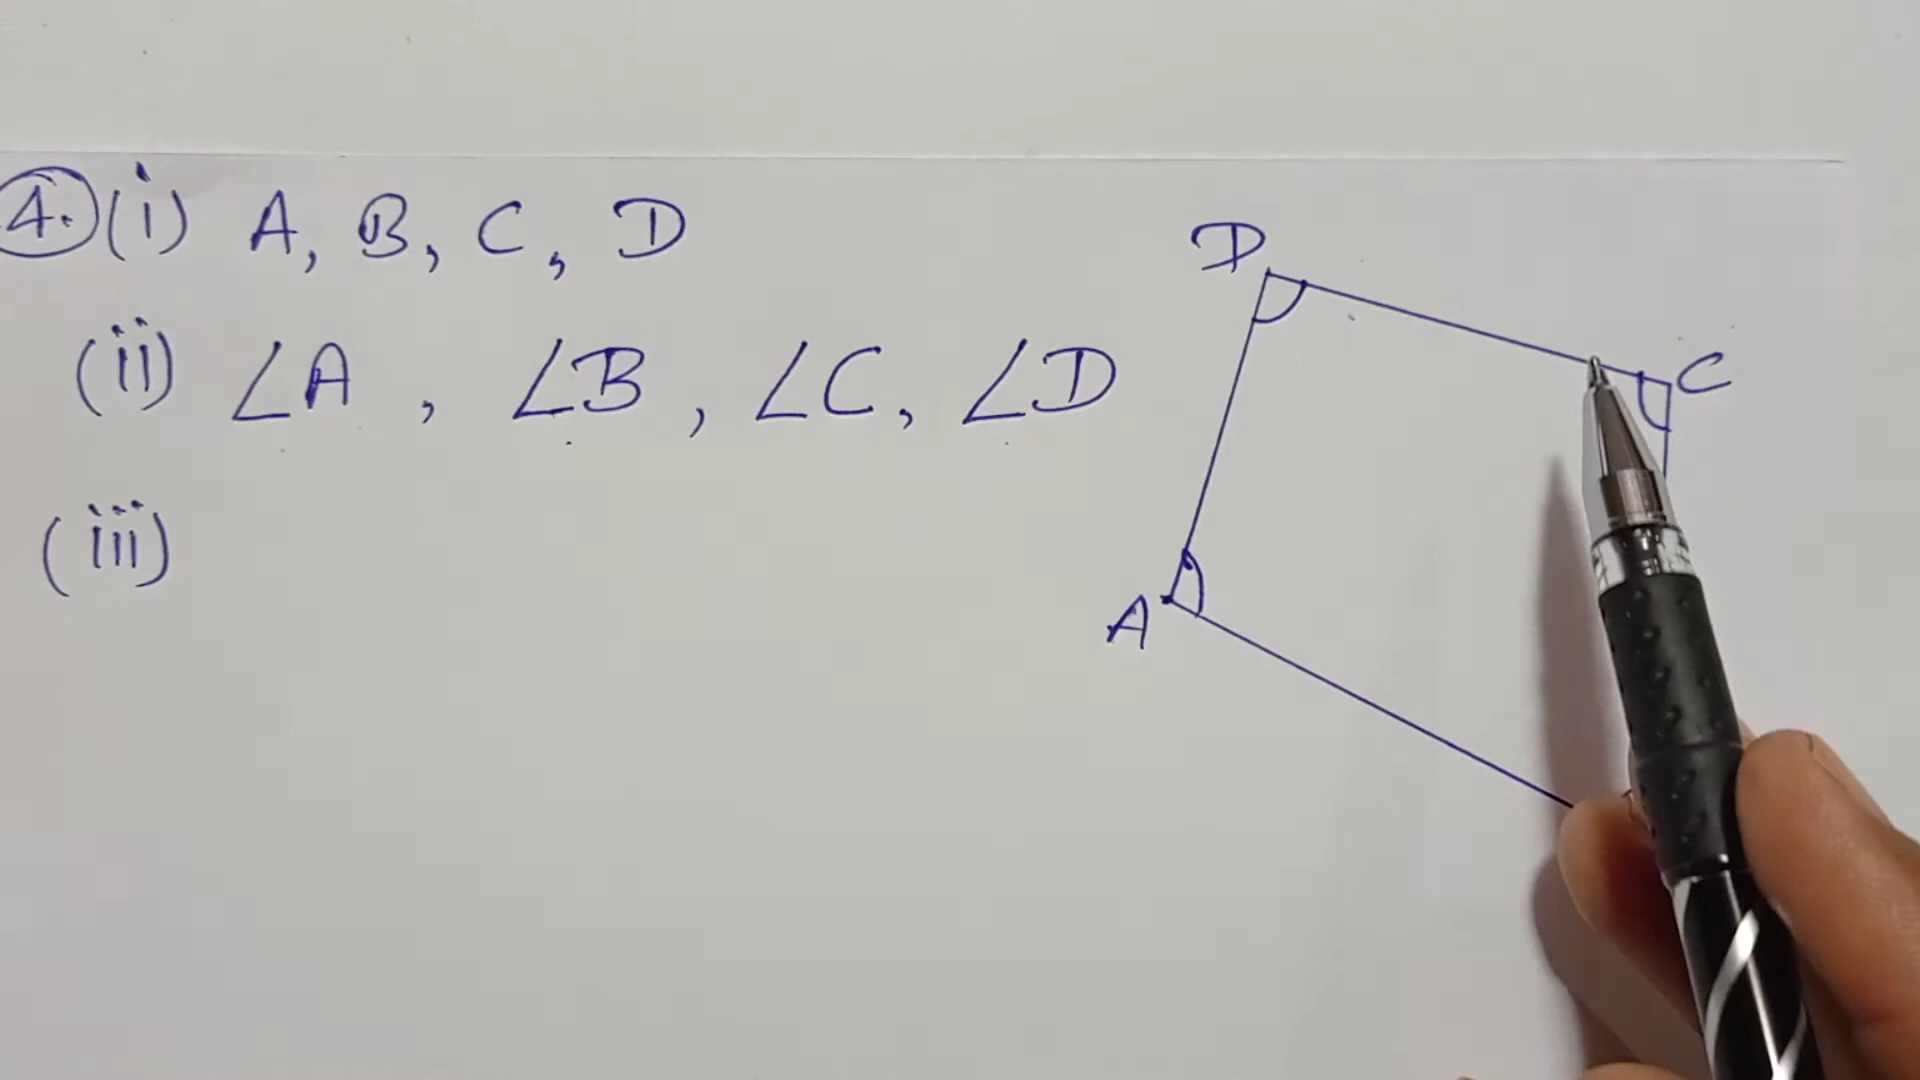 4. (i) A, B, C, D
(ii) ∠A , ∠B , ∠C, ∠D
(iii)
D
C
A